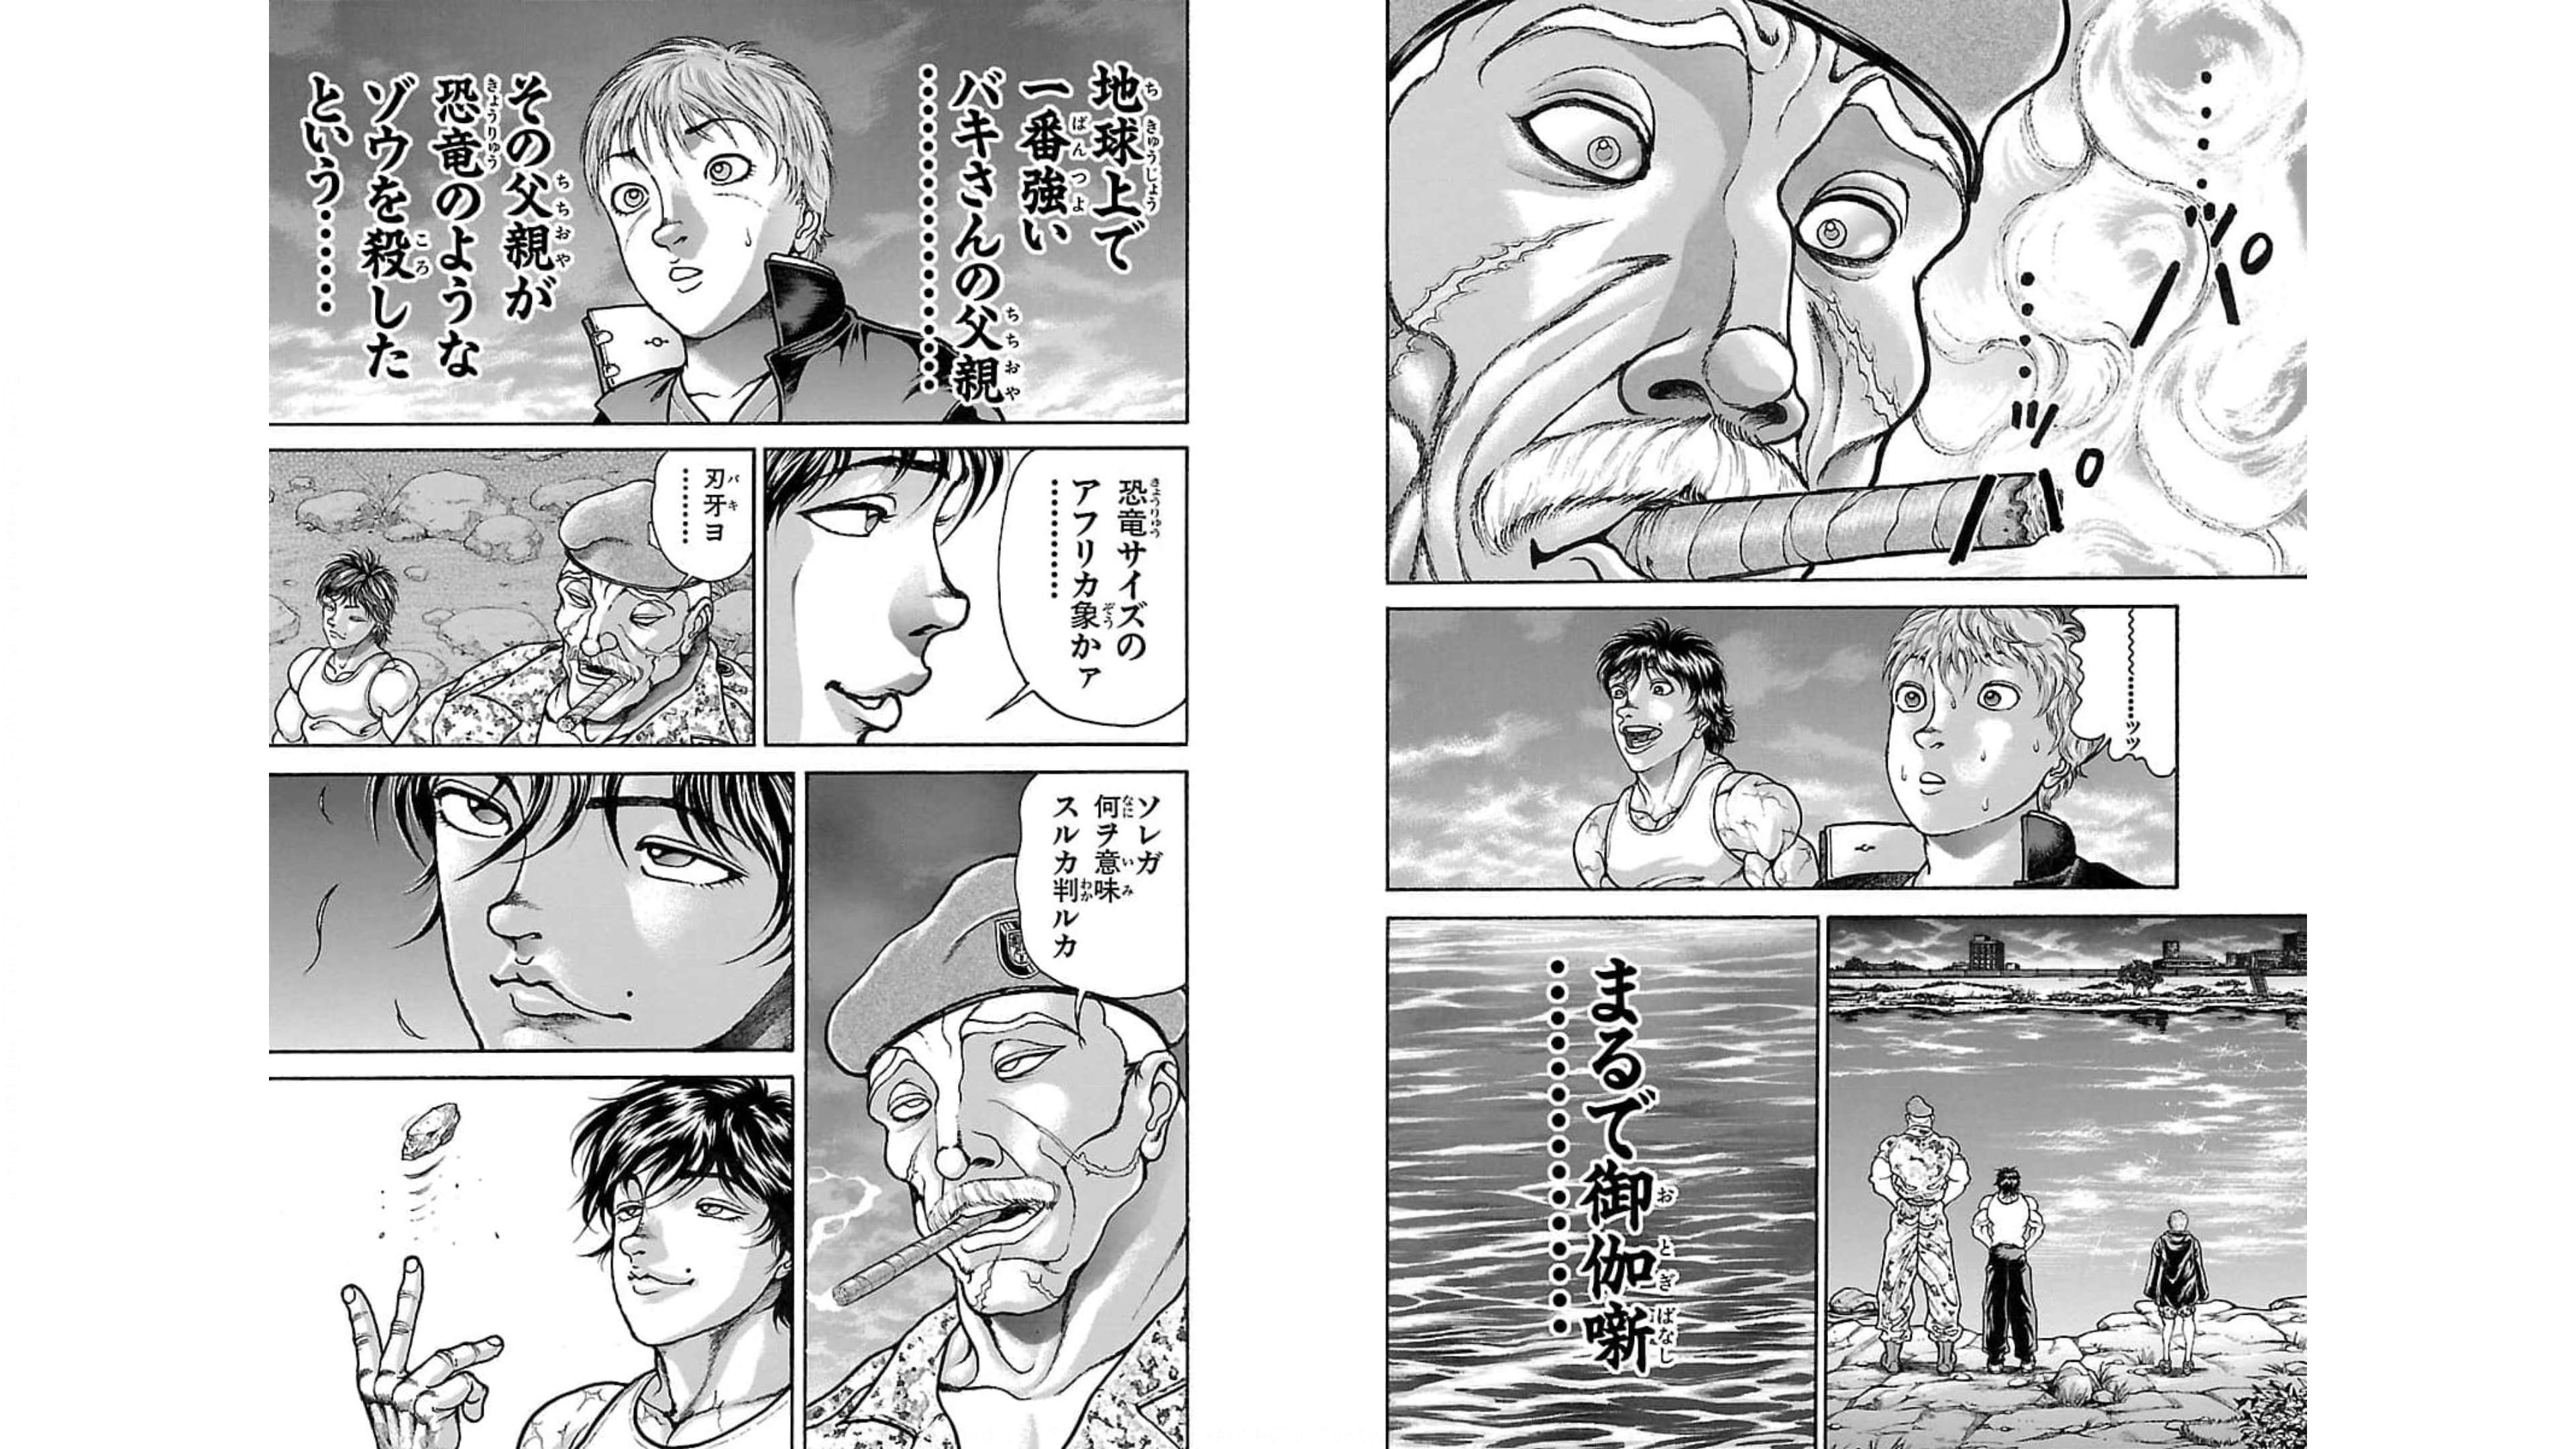 ………ッパ
………ッパ
…………ッッ
まるで御伽噺
………………
地球上で
一番強い
バキさんの父親
………………
その父親が
恐竜のような
ゾウを殺した
という……
恐竜サイズの
アフリカ象かァ
…………
刃牙ヨ
………
ソレガ
何ヲ意味
スルカ判ルカ